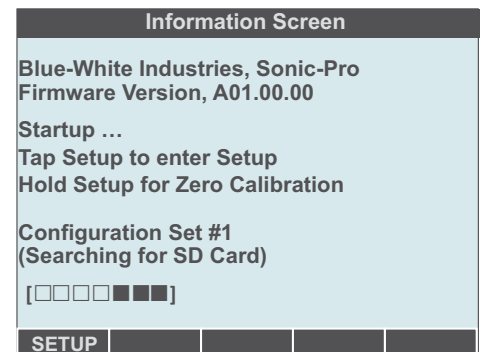 Information Screen
Blue-White Industries, Sonic-Pro
Firmware Version, A01.00.00
Startup ...
Tap Setup to enter Setup
Hold Setup for Zero Calibration
Configuration Set #1
(Searching for SD Card)
[□□□□■■■]
SETUP